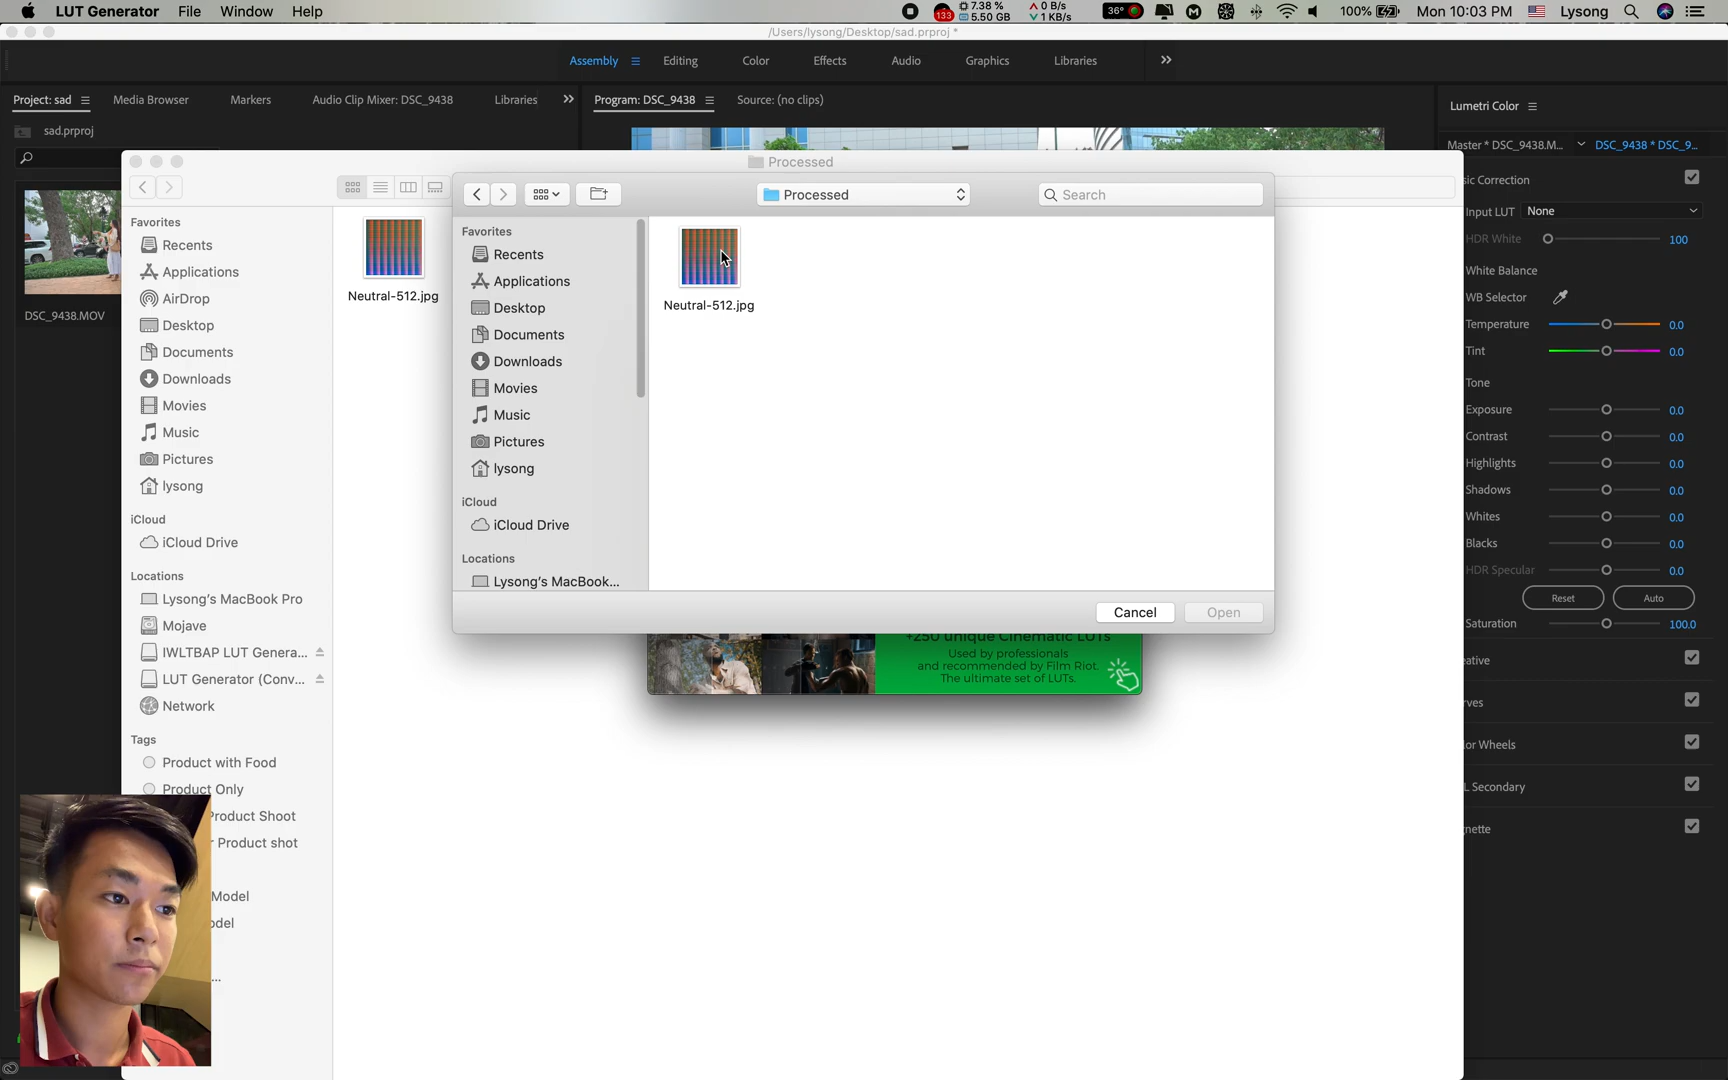 LUT Generator File Window Help
133 7.38 % 5.50 GB 0 B/s 1 KB/s 36° 100% Mon 10:03 PM Lysong
/Users/lysong/Desktop/sad.prproj *
Assembly Editing Color Effects Audio Graphics Libraries
Project: sad Media Browser Markers Audio Clip Mixer: DSC_9438 Libraries
Program: DSC_9438 Source: (no clips)
Lumetri Color
sad.prproj
Master * DSC_9438.M... DSC_9438 * DSC_9...
DSC_9438.MOV
Processed
Favorites
Recents
Applications
AirDrop
Desktop
Documents
Downloads
Movies
Music
Pictures
lysong
iCloud
iCloud Drive
Locations
Lysong's MacBook Pro
Mojave
IWLTBAP LUT Genera...
LUT Generator (Conv...
Network
Tags
Product with Food
Product Only
Product Shoot
r Product shot
Model
odel
...
Neutral-512.jpg
Processed
Search
Favorites
Recents
Applications
Desktop
Documents
Downloads
Movies
Music
Pictures
lysong
iCloud
iCloud Drive
Locations
Lysong's MacBook...
Neutral-512.jpg
Cancel Open
+250 unique Cinematic LUTs
Used by professionals
and recommended by Film Riot.
The ultimate set of LUTs.
sic Correction
Input LUT None
HDR White 100
White Balance
WB Selector
Temperature 0.0
Tint 0.0
Tone
Exposure 0.0
Contrast 0.0
Highlights 0.0
Shadows 0.0
Whites 0.0
Blacks 0.0
HDR Specular 0.0
Reset Auto
Saturation 100.0
eative
rves
lor Wheels
L Secondary
nette